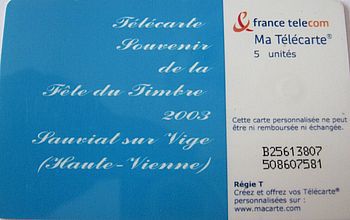 Télécarte
Souvenir
de la
Fête du Timbre
2003
Sauviat sur Vige
(Haute-Vienne)
france telecom
Ma Télécarte®
5 unités
Cette carte personnalisée ne peut
être ni remboursée ni échangée.
B25613807
508607581
Régie T
Créez et offrez vos Télécarte®
personnalisées sur :
www.macarte.com